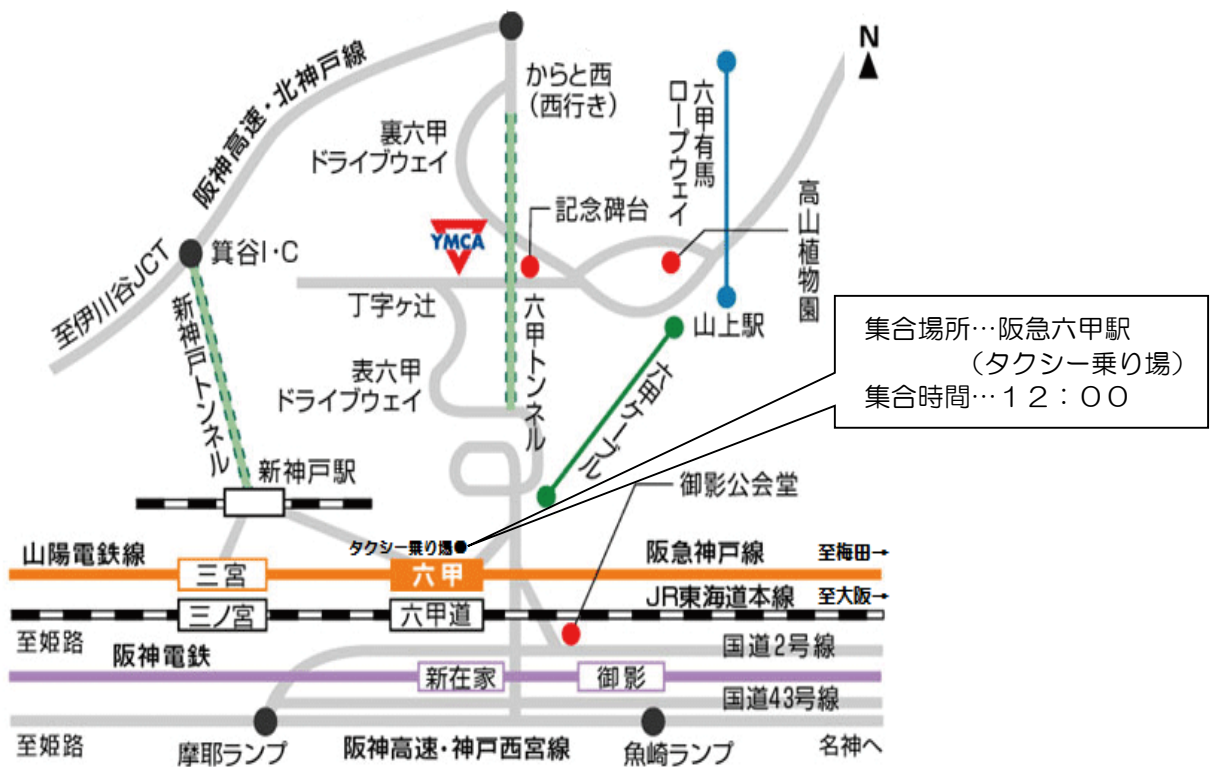 N
阪神高速・北神戸線
からと西
(西行き)
六甲有馬
ロープウェイ
裏六甲
ドライブウェイ
記念碑台
高山植物園
YMCA
箕谷I・C
至伊川谷JCT
丁字ヶ辻
山上駅
新神戸トンネル
六甲トンネル
表六甲
ドライブウェイ
六甲ケーブル
集合場所…阪急六甲駅
(タクシー乗り場)
集合時間…12:00
新神戸駅
御影公会堂
タクシー乗り場
山陽電鉄線
阪急神戸線
至梅田→
三宮
六甲
JR東海道本線
至大阪→
三ノ宮
六甲道
至姫路
国道2号線
阪神電鉄
新在家
御影
国道43号線
至姫路
摩耶ランプ
阪神高速・神戸西宮線
魚崎ランプ
名神へ